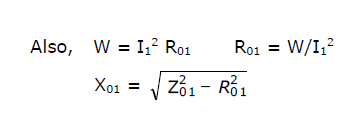 Also, W = I₁² R₀₁ R₀₁ = W/I₁²
X₀₁ = √(Z₀₁² − R₀₁²)